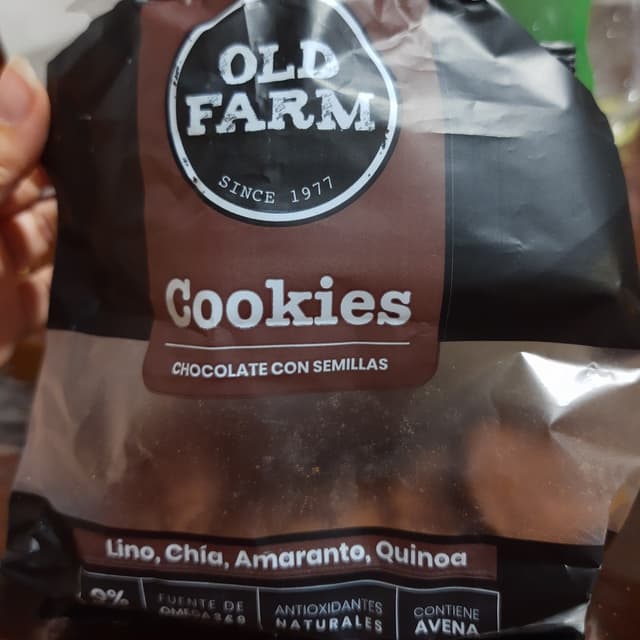 OLD
FARM
SINCE 1977
Cookies
CHOCOLATE CON SEMILLAS
Lino, Chía, Amaranto, Quinoa
FUENTE DE
OMEGA 3 6 9
ANTIOXIDANTES
NATURALES
CONTIENE
AVENA